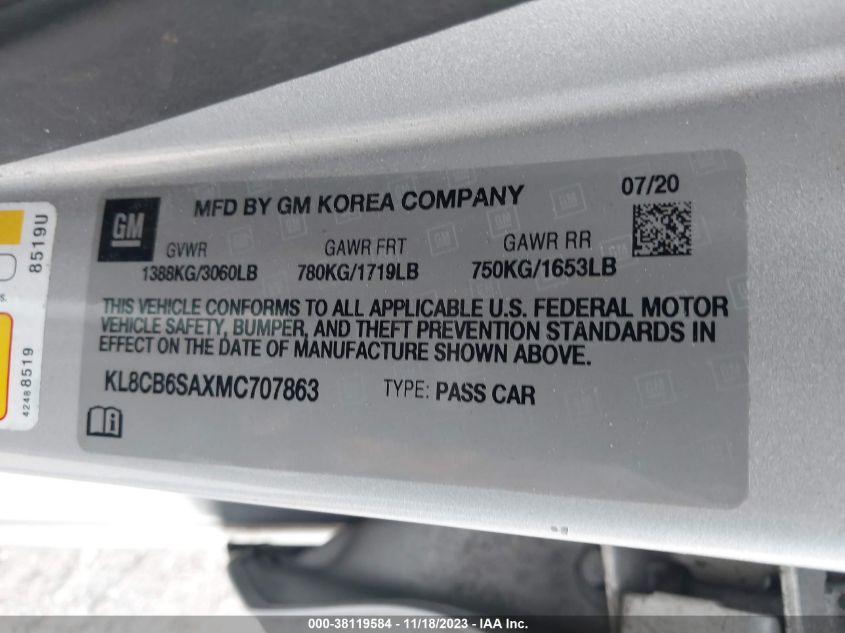 GM
MFD BY GM KOREA COMPANY
07/20
GVWR
GAWR FRT
GAWR RR
1388KG/3060LB
780KG/1719LB
750KG/1653LB
THIS VEHICLE CONFORMS TO ALL APPLICABLE U.S. FEDERAL MOTOR
VEHICLE SAFETY, BUMPER, AND THEFT PREVENTION STANDARDS IN
EFFECT ON THE DATE OF MANUFACTURE SHOWN ABOVE.
KL8CB6SAXMC707863
TYPE: PASS CAR
8519U
42488519
000-38119584 - 11/18/2023 - IAA Inc.